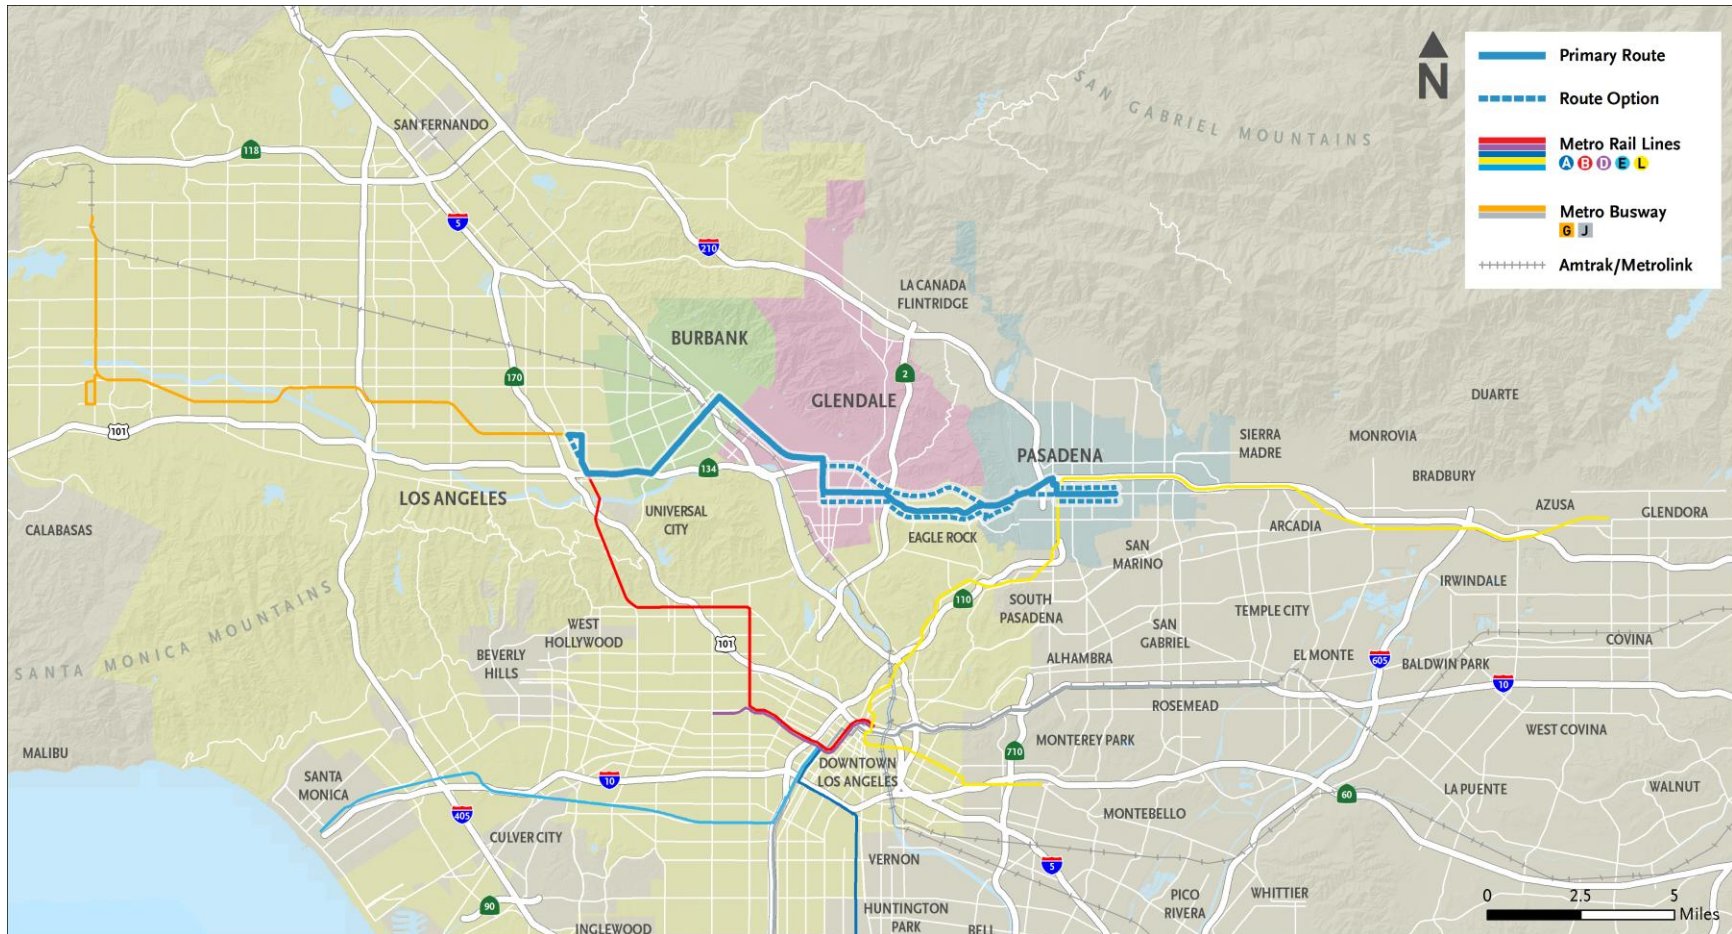 SAN FERNANDO
118
5
210
SAN GABRIEL MOUNTAINS
N
Primary Route
Route Option
Metro Rail Lines
A B D E L
Metro Busway
G J
Amtrak/Metrolink
LA CANADA
FLINTRIDGE
BURBANK
170
2
GLENDALE
DUARTE
101
134
LOS ANGELES
PASADENA
SIERRA
MADRE
MONROVIA
BRADBURY
UNIVERSAL
CITY
EAGLE ROCK
CALABASAS
ARCADIA
AZUSA
GLENDORA
SAN
MARINO
IRWINDALE
110
SOUTH
PASADENA
TEMPLE CITY
SANTA MONICA MOUNTAINS
WEST
HOLLYWOOD
101
BEVERLY
HILLS
SAN
GABRIEL
ALHAMBRA
EL MONTE
605
BALDWIN PARK
COVINA
10
ROSEMEAD
WEST COVINA
MALIBU
MONTEREY PARK
710
SANTA
MONICA
10
DOWNTOWN
LOS ANGELES
405
CULVER CITY
MONTEBELLO
60
LA PUENTE
WALNUT
VERNON
5
90
INGLEWOOD
HUNTINGTON
PARK
BELL
PICO
RIVERA
WHITTIER
0 2.5 5
Miles